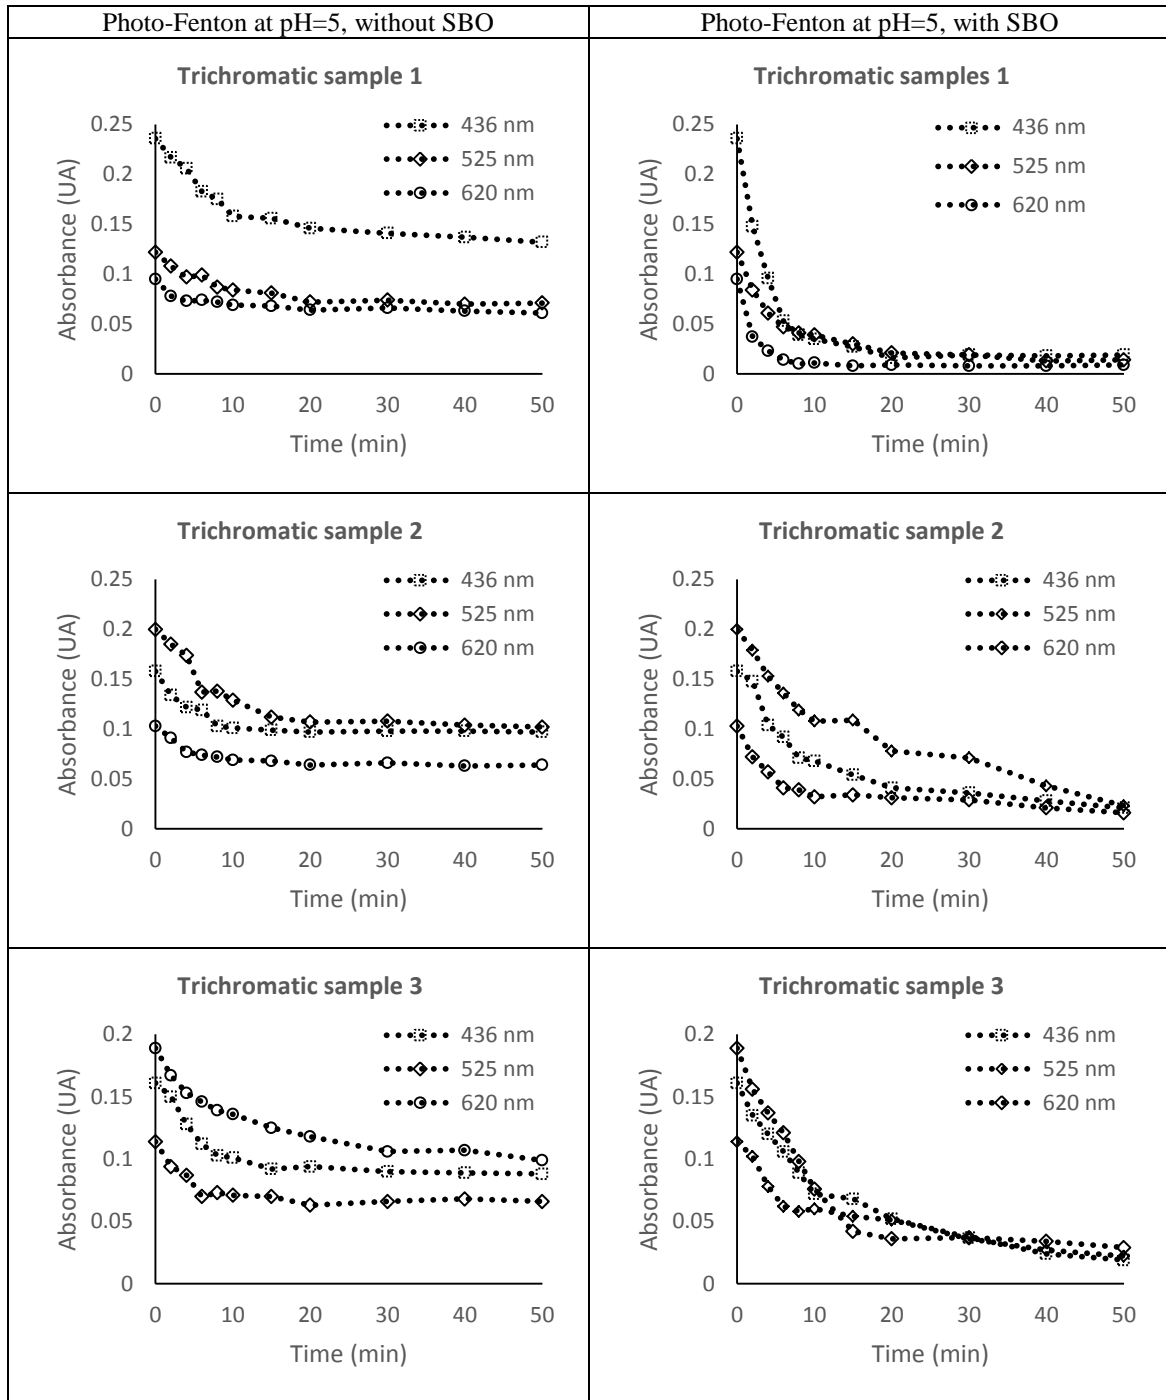 Photo-Fenton at pH=5, without SBO
Photo-Fenton at pH=5, with SBO
Trichromatic sample 1
0.25
0.2
0.15
0.1
0.05
0
Absorbance (UA)
436 nm
525 nm
620 nm
0 10 20 30 40 50
Time (min)
Trichromatic samples 1
0.25
0.2
0.15
0.1
0.05
0
Absorbance (UA)
436 nm
525 nm
620 nm
0 10 20 30 40 50
Time (min)
Trichromatic sample 2
0.25
0.2
0.15
0.1
0.05
0
Absorbance (UA)
436 nm
525 nm
620 nm
0 10 20 30 40 50
Time (min)
Trichromatic sample 2
0.25
0.2
0.15
0.1
0.05
0
Absorbance (UA)
436 nm
525 nm
620 nm
0 10 20 30 40 50
Time (min)
Trichromatic sample 3
0.2
0.15
0.1
0.05
0
Absorbance (UA)
436 nm
525 nm
620 nm
0 10 20 30 40 50
Time (min)
Trichromatic sample 3
0.2
0.15
0.1
0.05
0
Absorbance (UA)
436 nm
525 nm
620 nm
0 10 20 30 40 50
Time (min)